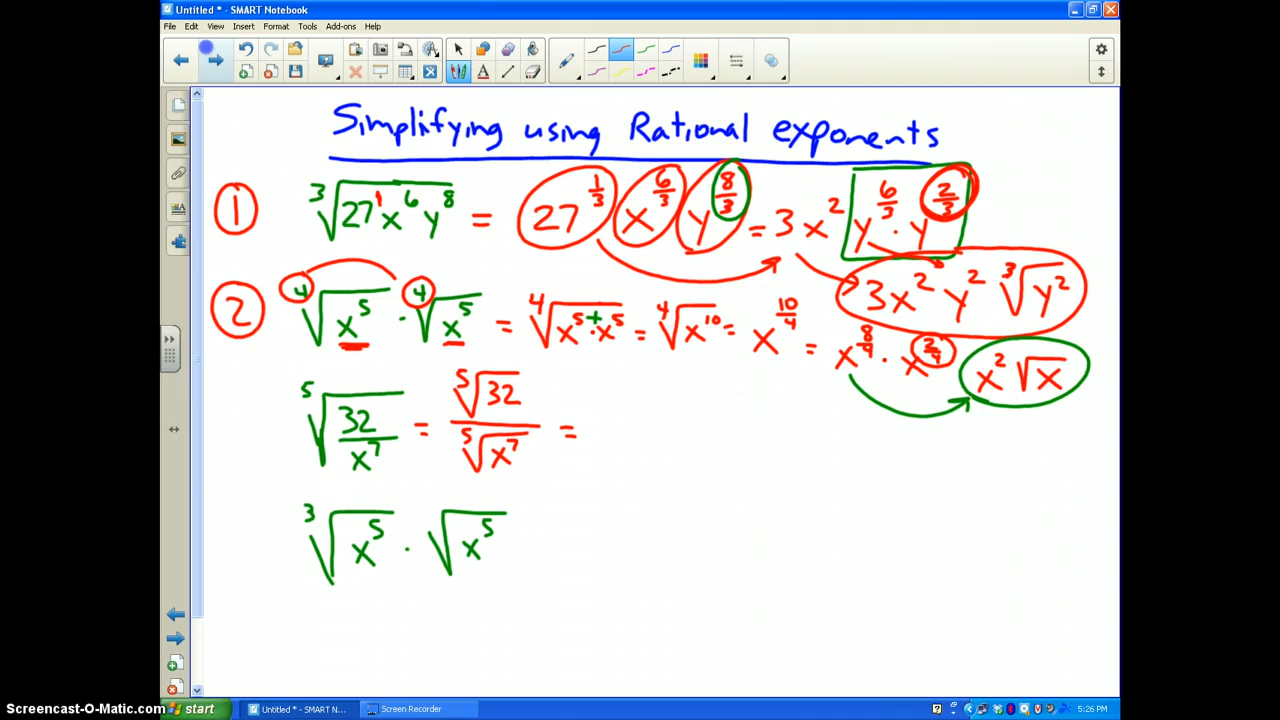 Untitled * - SMART Notebook
File Edit View Insert Format Tools Add-ons Help
Simplifying using Rational exponents
① ∛(27¹x⁶y⁸) = 27^(1/3) x^(6/3) y^(8/3) = 3x² y^(6/3) · y^(2/3)
3x² y² ∛(y²)
② ⁴√(x⁵) · ⁴√(x⁵) = ⁴√(x⁵⁺·x⁵) = ⁴√(x¹⁰) = x^(10/4) = x^(8/4) · x^(2/4)
x² √x
⁵√(32/x⁷) = ⁵√32 / ⁵√(x⁷) =
∛(x⁵) · √(x⁵)
Screencast-O-Matic.com
start Untitled * - SMART N... Screen Recorder 5:26 PM